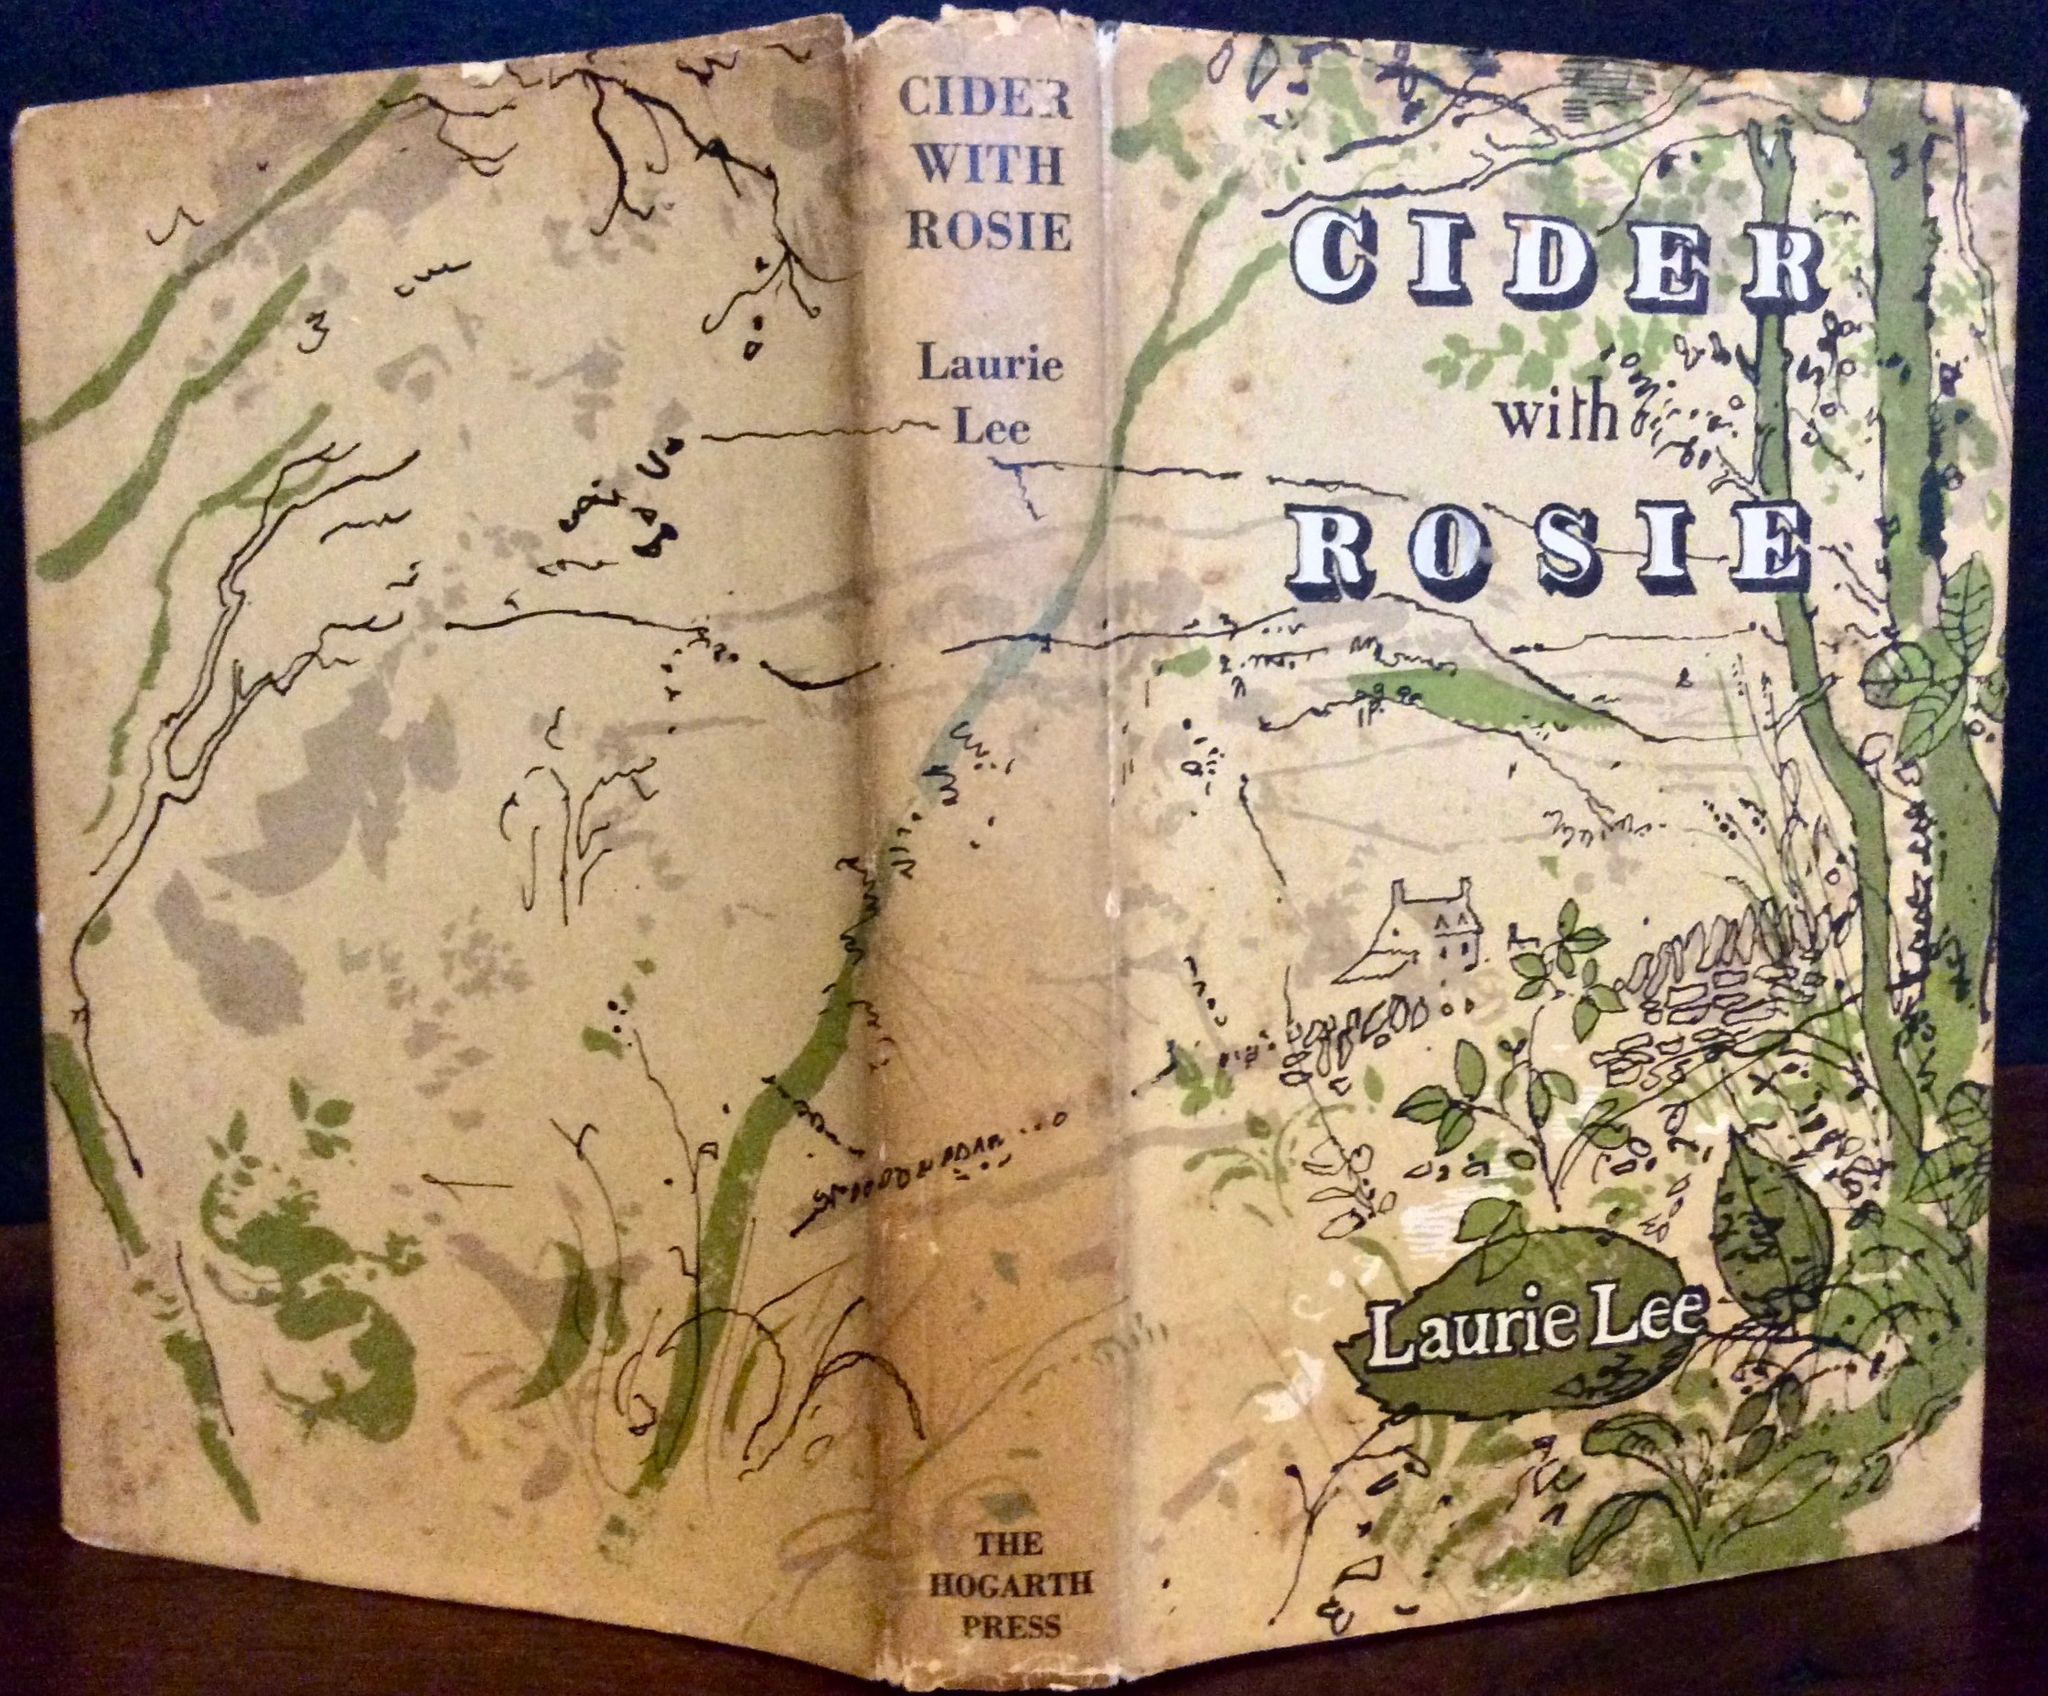 CIDER
WITH
ROSIE
Laurie
Lee
THE
HOGARTH
PRESS
CIDER
with
ROSIE
Laurie Lee